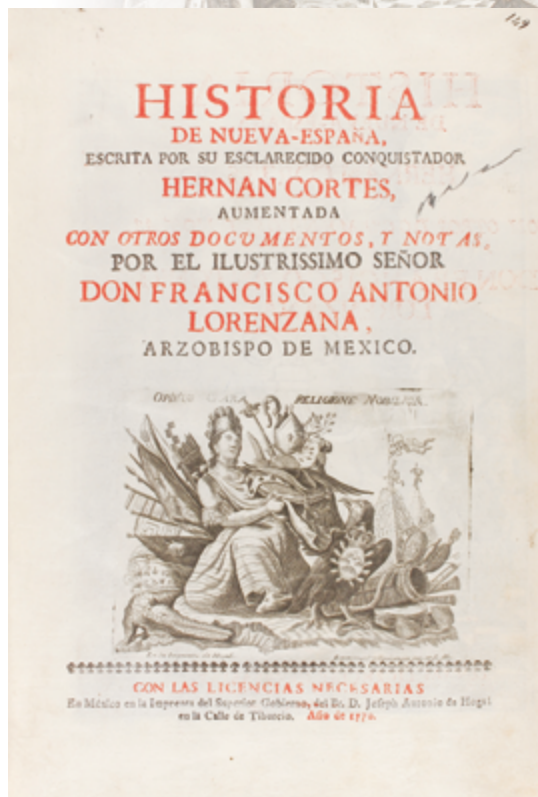 149
HISTORIA
DE NUEVA-ESPAÑA,
ESCRITA POR SU ESCLARECIDO CONQUISTADOR
HERNAN CORTES,
AUMENTADA
CON OTROS DOCUMENTOS, Y NOTAS,
POR EL ILUSTRISSIMO SEÑOR
DON FRANCISCO ANTONIO
LORENZANA,
ARZOBISPO DE MEXICO.
RELIGIONE NOBILIOR.
CON LAS LICENCIAS NECESARIAS
En México en la Imprenta del Superior Gobierno, del Br. D. Joseph Antonio de Hogal
en la Calle de Tiburcio. Año de 1770.